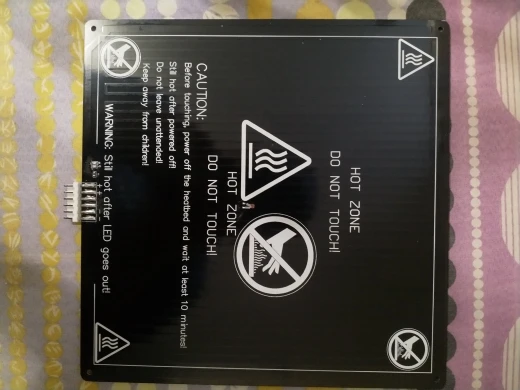 HOT ZONE
DO NOT TOUCH!
HOT ZONE
DO NOT TOUCH!
CAUTION:
Before touching, power off the heatbed and wait at least 10 minutes!
Still hot after powered off!
Do not leave unattended!
Keep away from children!
WARNING: Still hot after LED goes out!